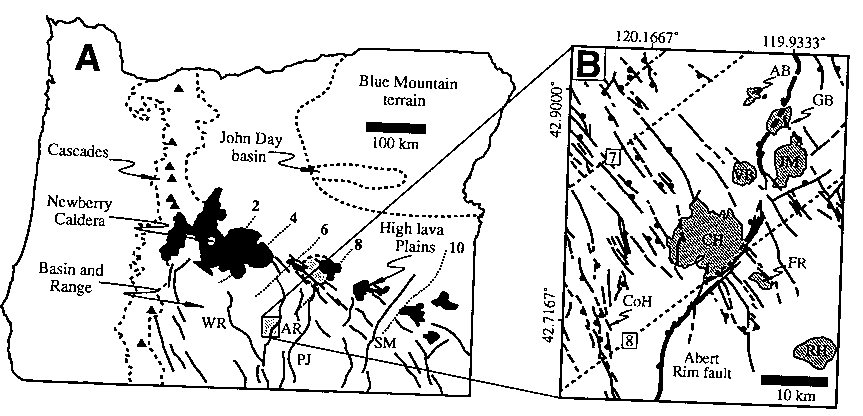 A
Blue Mountain
terrain
100 km
John Day
basin
Cascades
Newberry
Caldera
2
4
6
8
High lava
Plains
10
Basin and
Range
WR
AR
PJ
SM
B
120.1667°
119.9333°
42.9000°
42.7167°
AB
GB
JM
VB
7
CH
FR
CoH
8
Abert
Rim fault
RH
10 km